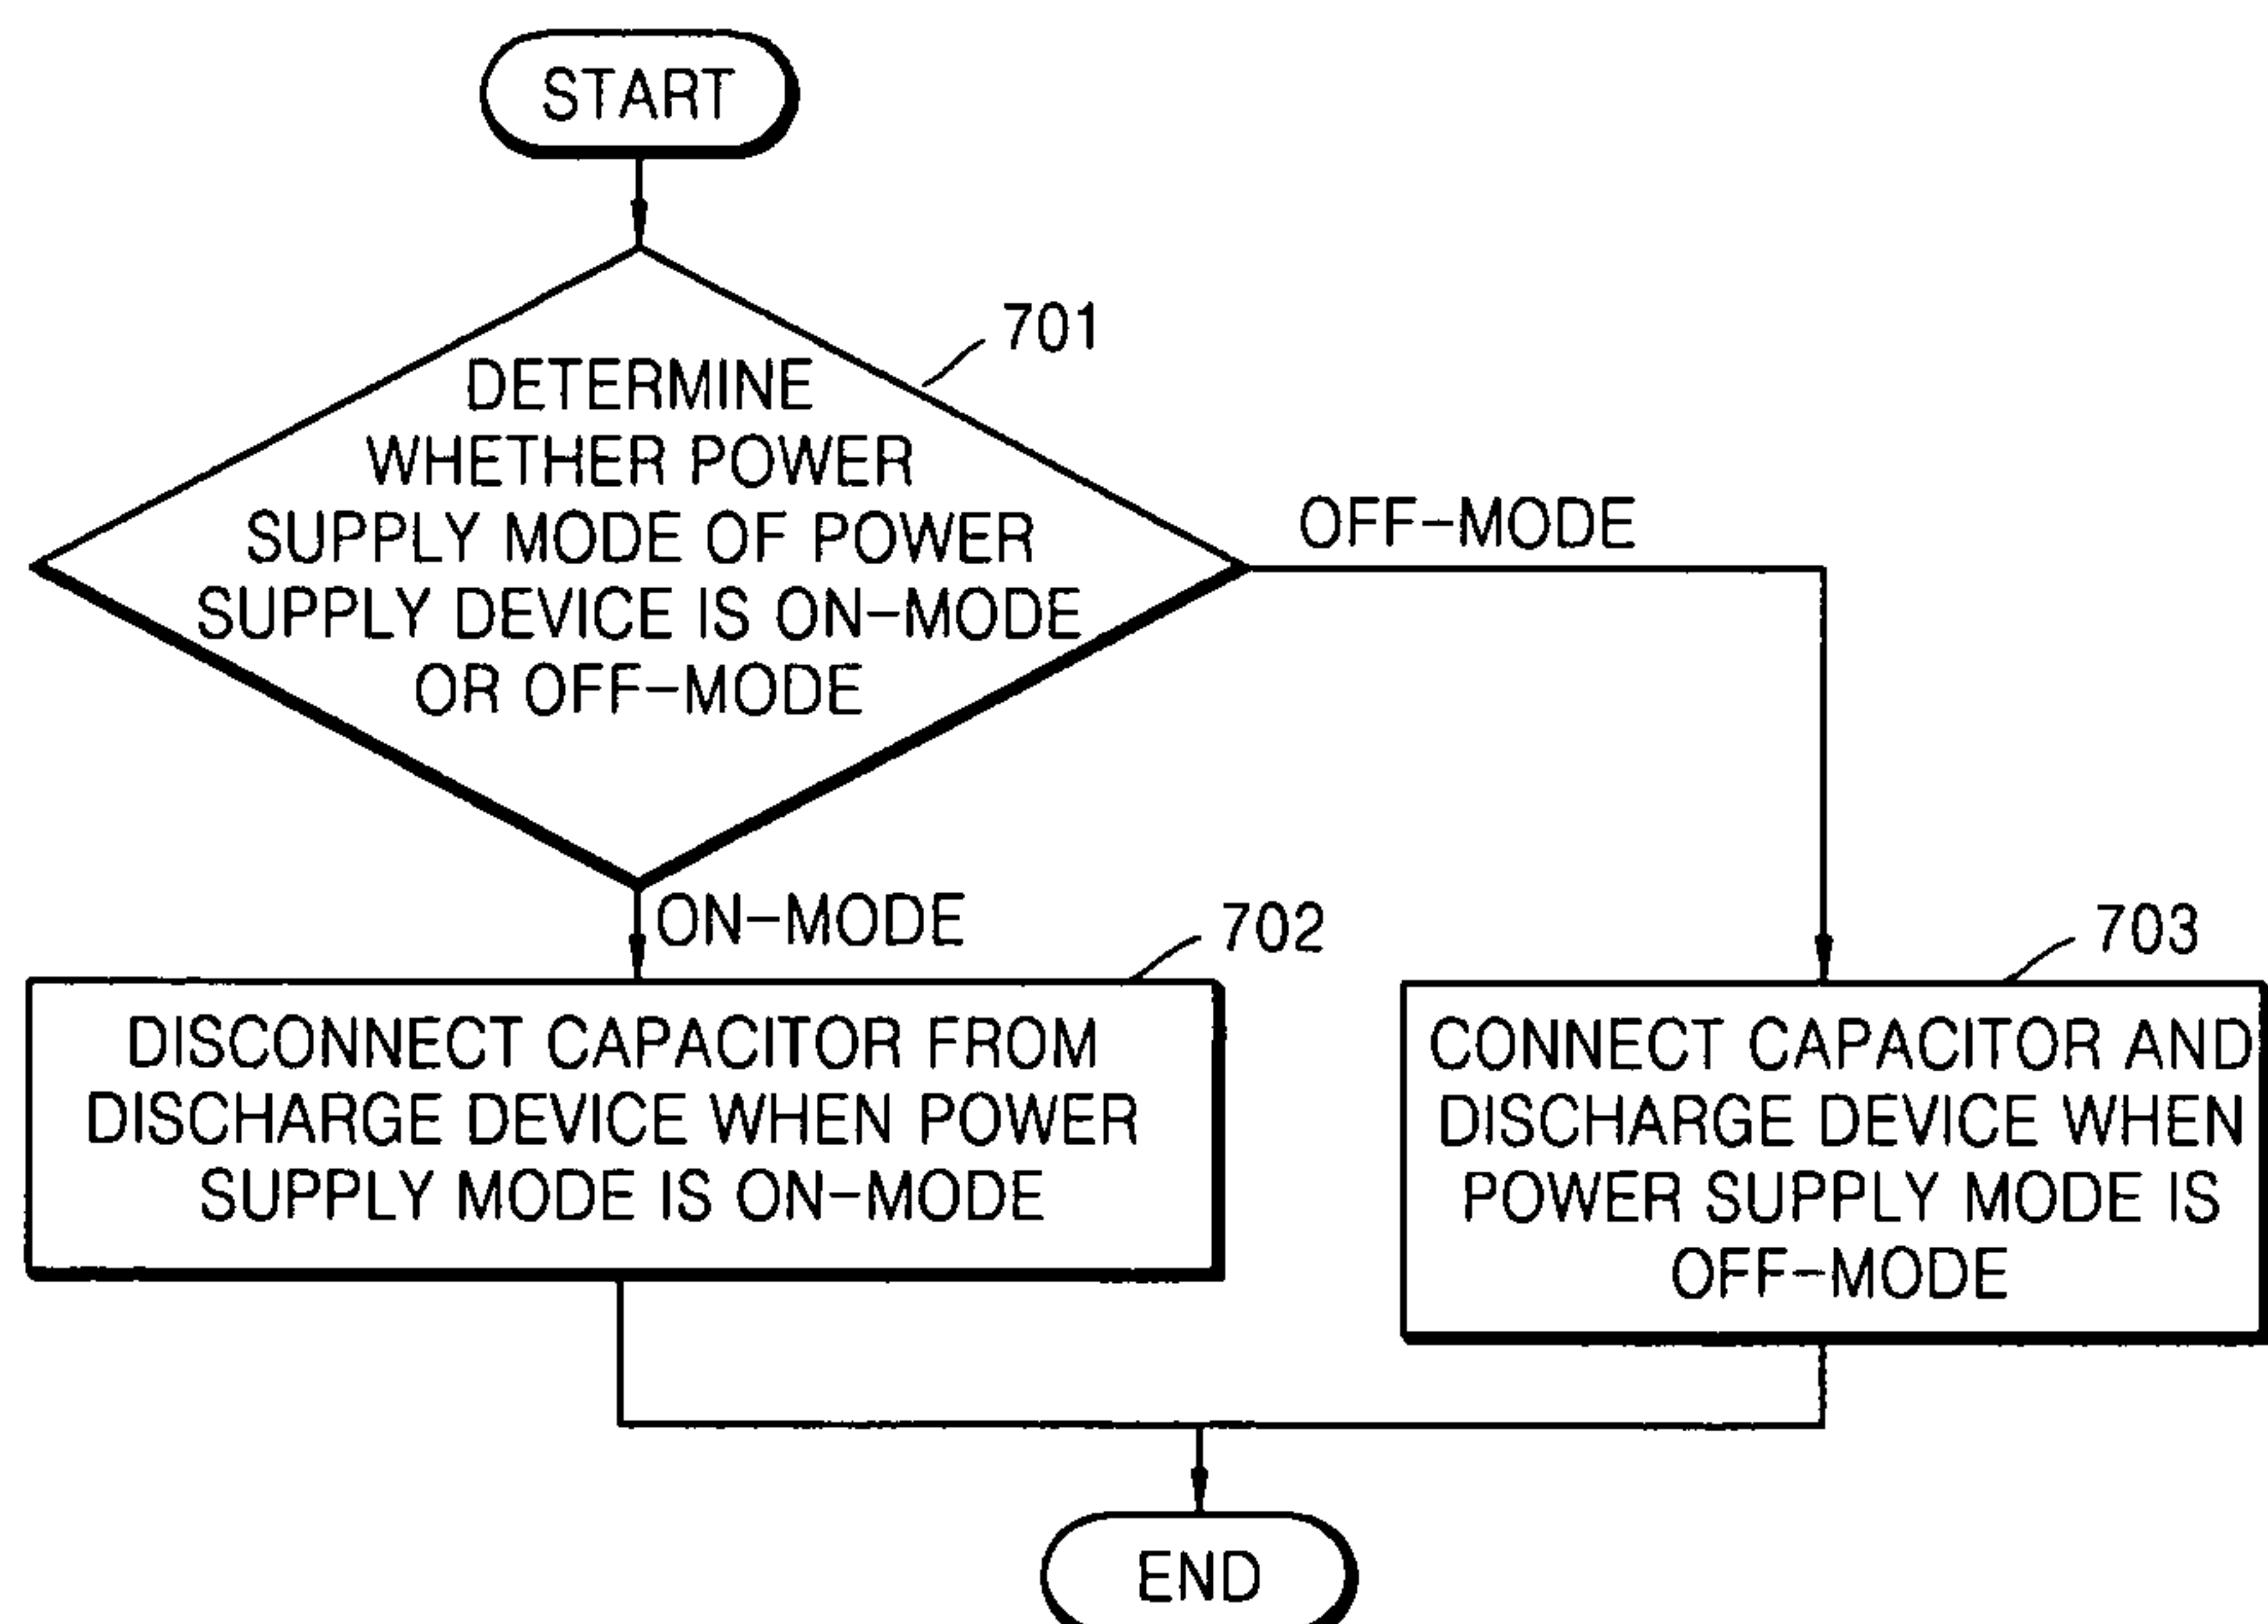 START
701
DETERMINE
WHETHER POWER
SUPPLY MODE OF POWER
SUPPLY DEVICE IS ON-MODE
OR OFF-MODE
OFF-MODE
ON-MODE
702
703
DISCONNECT CAPACITOR FROM
DISCHARGE DEVICE WHEN POWER
SUPPLY MODE IS ON-MODE
CONNECT CAPACITOR AND
DISCHARGE DEVICE WHEN
POWER SUPPLY MODE IS
OFF-MODE
END